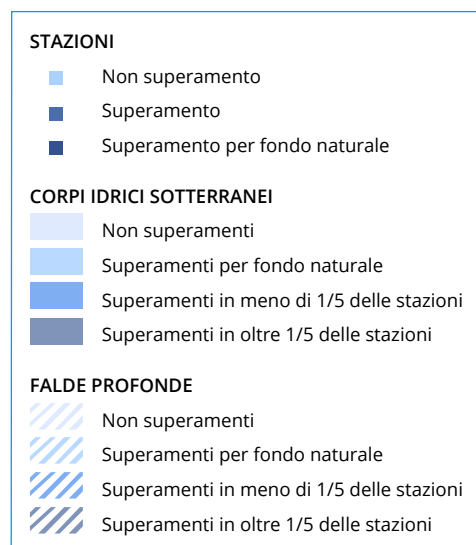 STAZIONI
Non superamento
Superamento
Superamento per fondo naturale
CORPI IDRICI SOTTERRANEI
Non superamenti
Superamenti per fondo naturale
Superamenti in meno di 1/5 delle stazioni
Superamenti in oltre 1/5 delle stazioni
FALDE PROFONDE
Non superamenti
Superamenti per fondo naturale
Superamenti in meno di 1/5 delle stazioni
Superamenti in oltre 1/5 delle stazioni